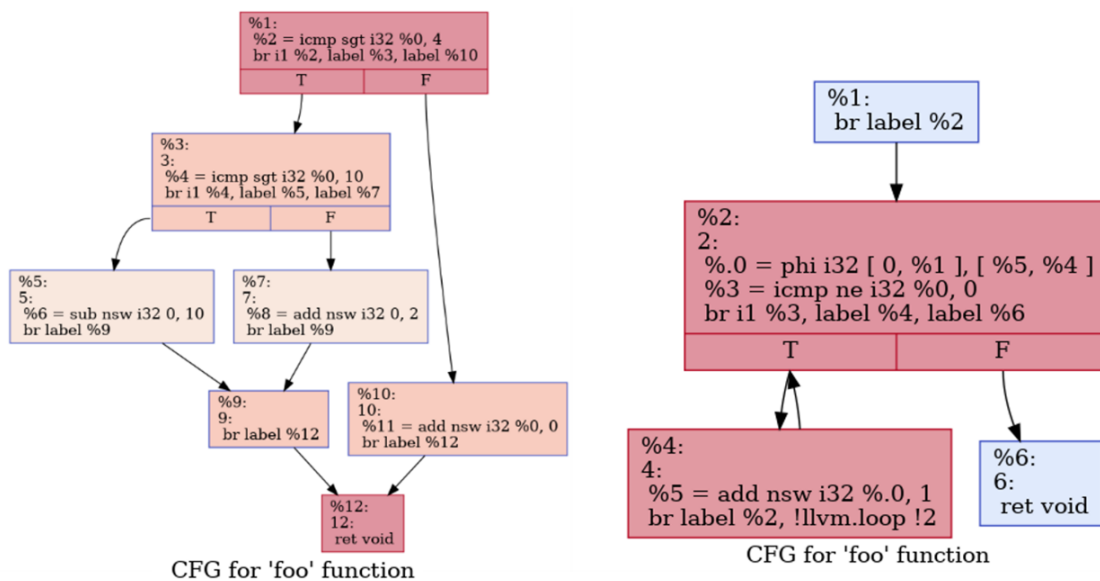 %1:
%2 = icmp sgt i32 %0, 4
br i1 %2, label %3, label %10
T F
%3:
3:
%4 = icmp sgt i32 %0, 10
br i1 %4, label %5, label %7
T F
%5:
5:
%6 = sub nsw i32 0, 10
br label %9
%7:
7:
%8 = add nsw i32 0, 2
br label %9
%9:
9:
br label %12
%10:
10:
%11 = add nsw i32 %0, 0
br label %12
%12:
12:
ret void
CFG for 'foo' function
%1:
br label %2
%2:
2:
%.0 = phi i32 [ 0, %1 ], [ %5, %4 ]
%3 = icmp ne i32 %0, 0
br i1 %3, label %4, label %6
T F
%4:
4:
%5 = add nsw i32 %.0, 1
br label %2, !llvm.loop !2
%6:
6:
ret void
CFG for 'foo' function